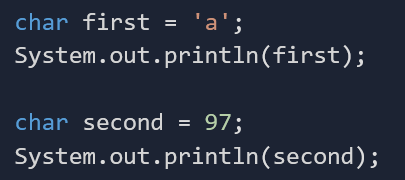 char first = 'a';
System.out.println(first);
char second = 97;
System.out.println(second);